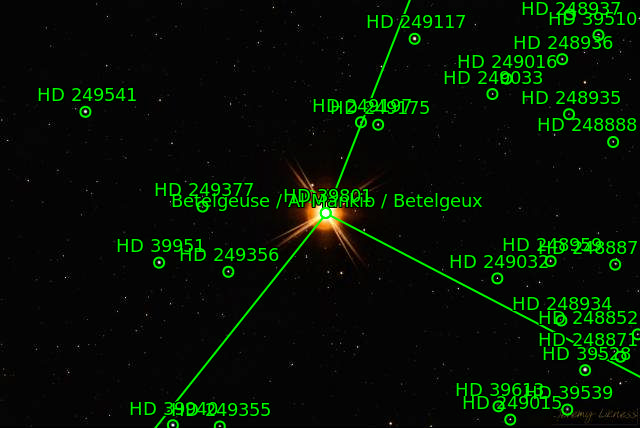 HD 248937
HD 39510
HD 249117
HD 248936
HD 249016
HD 249033
HD 249541
HD 248935
HD 249197
HD 249175
HD 248888
HD 249377
HD 39801
Betelgeuse / Al Mankib / Betelgeux
HD 39951
HD 248959
HD 248887
HD 249356
HD 249032
HD 248934
HD 248852
HD 248871
HD 39528
HD 39613
HD 39539
HD 249015
HD 39940
HD 249355